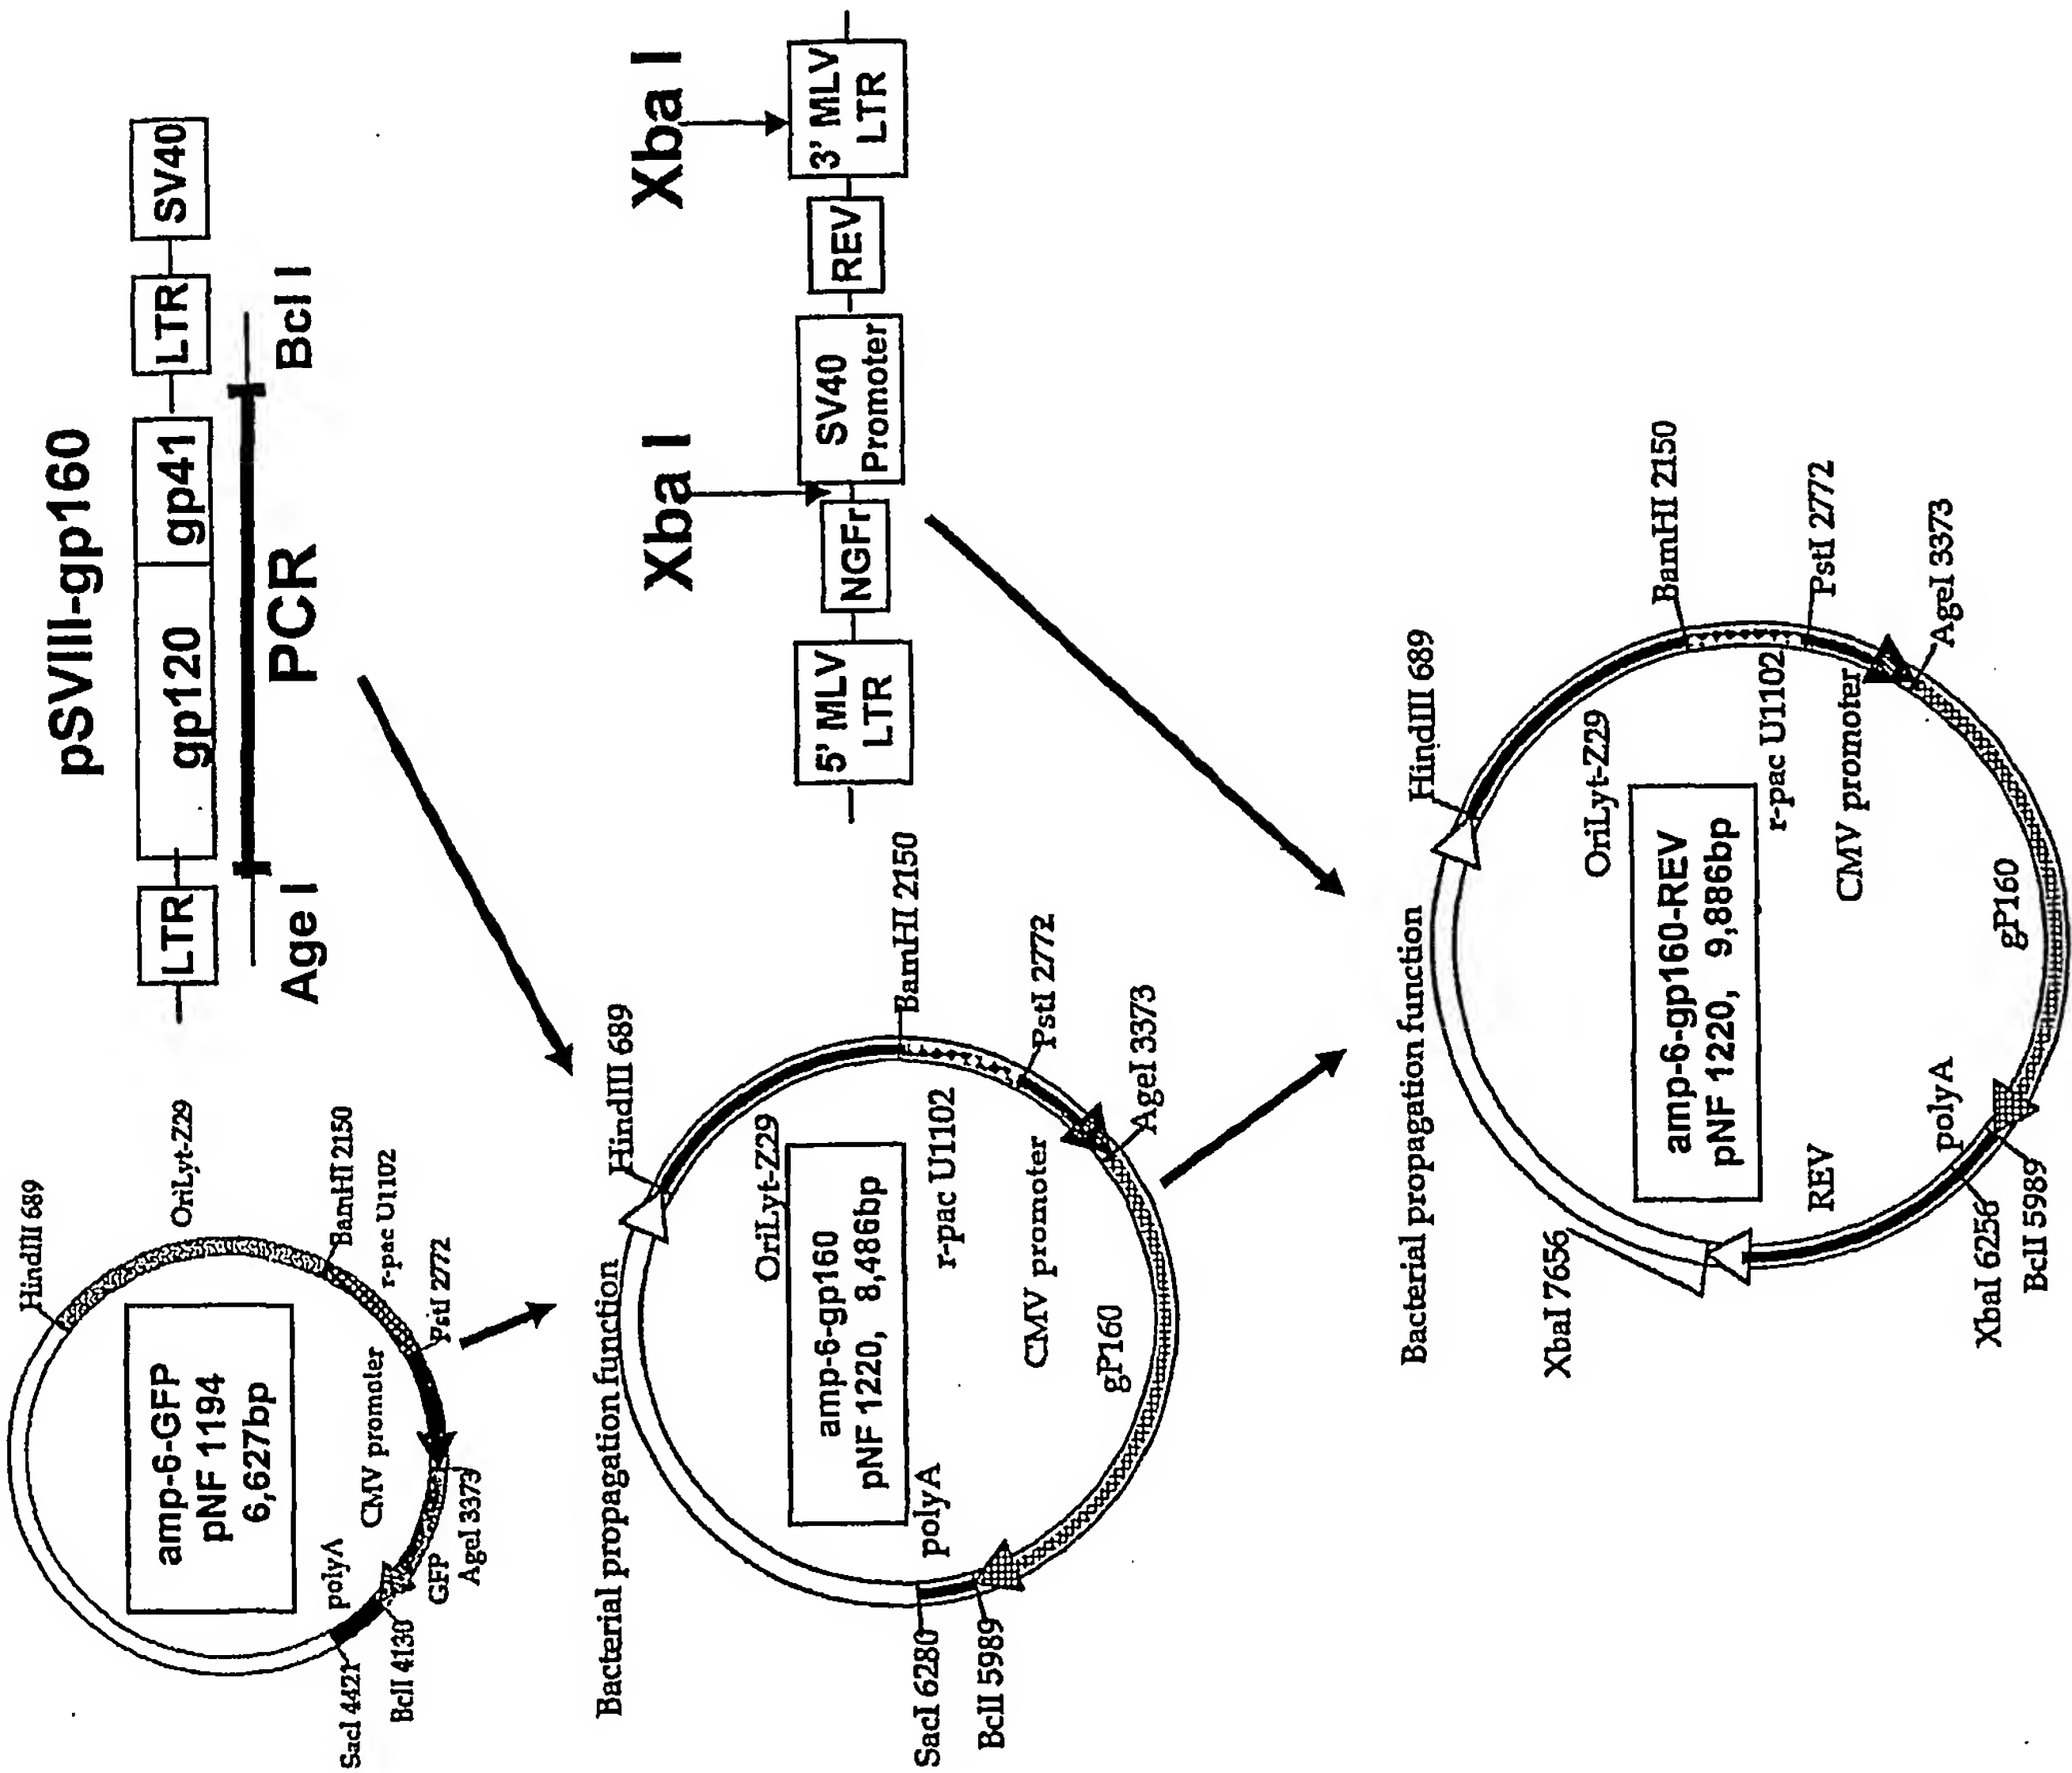 pSVIII-gp160
LTR
gp120
gp41
LTR
SV40
Age I
PCR
Bcl I
HindIII 689
OriLyt-Z29
BamHI 2150
r-pac U1102
PstI 2772
CMV promoter
AgeI 3373
GFP
polyA
BclI 4130
SacI 4421
amp-6-GFP
pNF 1194
6,627bp
Xba I
Xba I
5' MLV
LTR
NGFr
SV40
Promoter
REV
3' MLV
LTR
Bacterial propagation function
HindIII 689
OriLyt-Z29
BamHI 2150
r-pac U1102
PstI 2772
CMV promoter
AgeI 3373
gP160
polyA
BclI 5989
SacI 6280
amp-6-gp160
pNF 1220, 8,486bp
Bacterial propagation function
HindIII 689
OriLyt-Z29
BamHI 2150
r-pac U1102
PstI 2772
CMV promoter
AgeI 3373
gP160
polyA
BclI 5989
XbaI 6256
REV
XbaI 7656
amp-6-gp160-REV
pNF 1220, 9,886bp